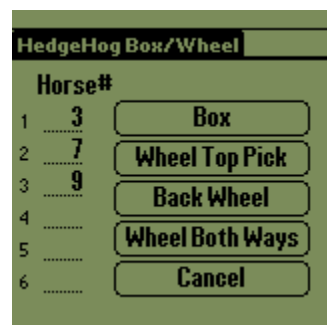 HedgeHog Box/Wheel
Horse#
1 3 Box
2 7 Wheel Top Pick
3 9 Back Wheel
4
5 Wheel Both Ways
6 Cancel